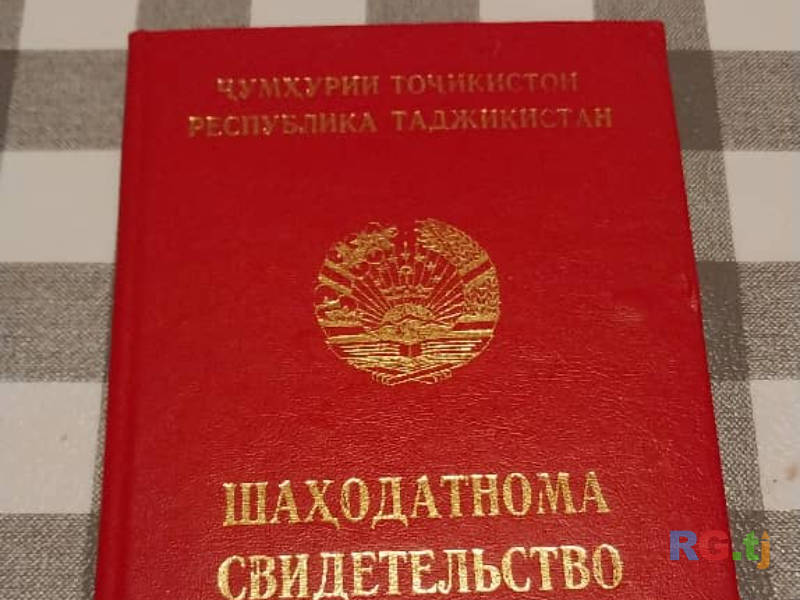 ҶУМҲУРИИ ТОҶИКИСТОН
РЕСПУБЛИКА ТАДЖИКИСТАН
ШАҲОДАТНОМА
СВИДЕТЕЛЬСТВО
RG.tj